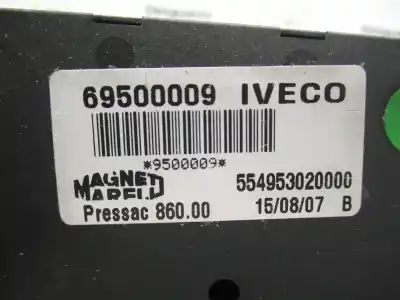 69500009 IVECO
*9500009*
MAGNETI
MARELLI
554953020000
Pressac 860.00
15/08/07 B